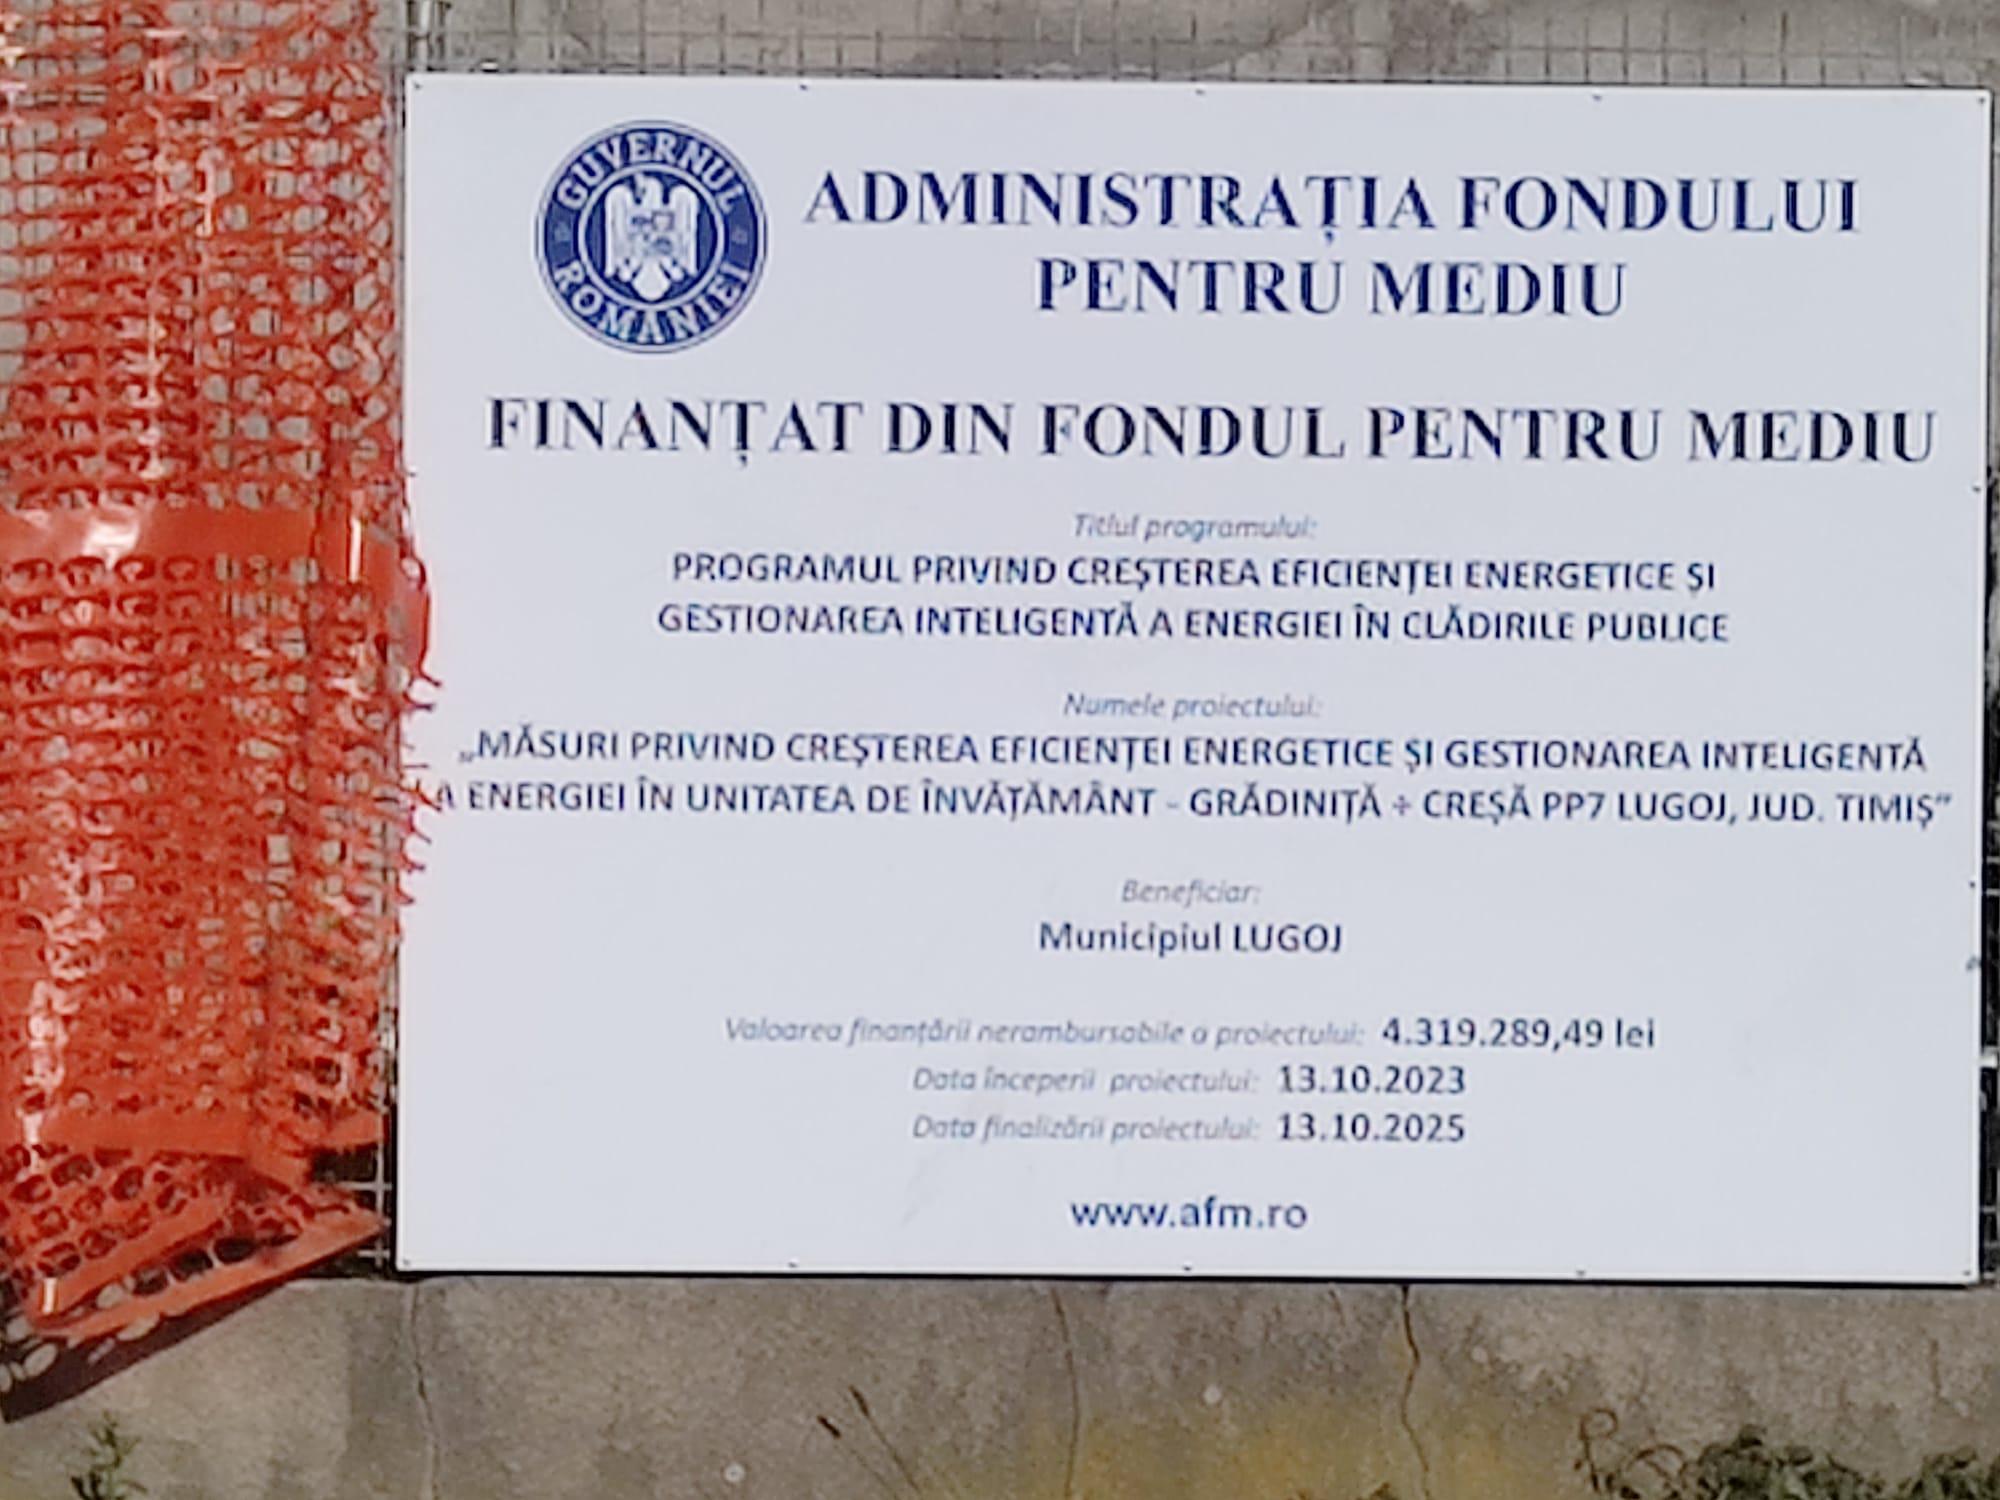 GUVERNUL ROMÂNIEI
ADMINISTRAȚIA FONDULUI
PENTRU MEDIU
FINANȚAT DIN FONDUL PENTRU MEDIU
Titlul programului:
PROGRAMUL PRIVIND CREȘTEREA EFICIENȚEI ENERGETICE ȘI
GESTIONAREA INTELIGENTĂ A ENERGIEI ÎN CLĂDIRILE PUBLICE
Numele proiectului:
„MĂSURI PRIVIND CREȘTEREA EFICIENȚEI ENERGETICE ȘI GESTIONAREA INTELIGENTĂ
A ENERGIEI ÎN UNITATEA DE ÎNVĂȚĂMÂNT - GRĂDINIȚĂ + CREȘĂ PP7 LUGOJ, JUD. TIMIȘ”
Beneficiar:
Municipiul LUGOJ
Valoarea finanțării nerambursabile a proiectului: 4.319.289,49 lei
Data începerii proiectului: 13.10.2023
Data finalizării proiectului: 13.10.2025
www.afm.ro